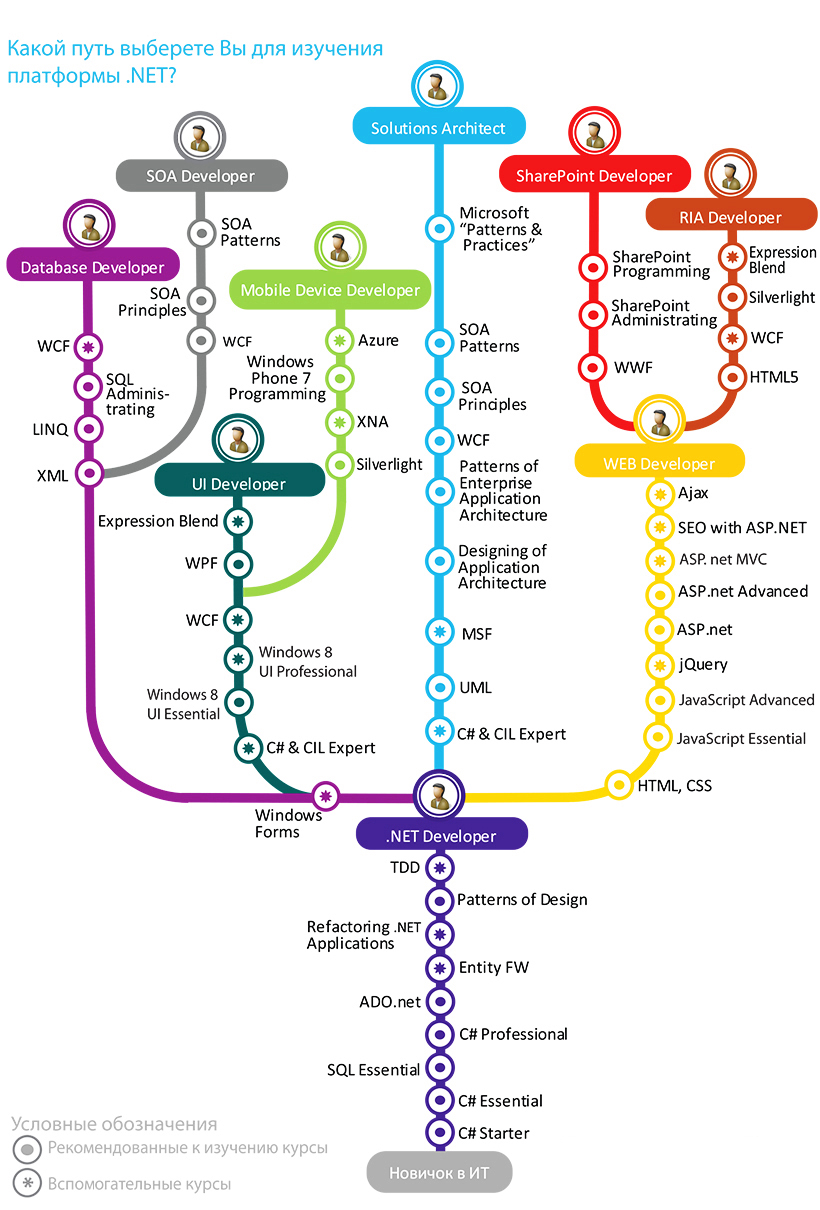 Какой путь выберете Вы для изучения
платформы .NET?
Solutions Architect
Microsoft
“Patterns &
Practices”
SOA
Patterns
SOA
Principles
WCF
Patterns of
Enterprise
Application
Architecture
Designing of
Application
Architecture
MSF
UML
C# & CIL Expert
SOA Developer
SOA
Patterns
SOA
Principles
WCF
Database Developer
WCF
SQL
Adminis-
trating
LINQ
XML
Mobile Device Developer
Azure
Windows
Phone 7
Programming
XNA
Silverlight
UI Developer
Expression Blend
WPF
WCF
Windows 8
UI Professional
Windows 8
UI Essential
C# & CIL Expert
Windows
Forms
SharePoint Developer
SharePoint
Programming
SharePoint
Administrating
WWF
RIA Developer
Expression
Blend
Silverlight
WCF
HTML5
WEB Developer
Ajax
SEO with ASP.NET
ASP. net MVC
ASP.net Advanced
ASP.net
jQuery
JavaScript Advanced
JavaScript Essential
HTML, CSS
.NET Developer
TDD
Patterns of Design
Refactoring .NET
Applications
Entity FW
ADO.net
C# Professional
SQL Essential
C# Essential
C# Starter
Новичок в ИТ
Условные обозначения
Рекомендованные к изучению курсы
Вспомогательные курсы